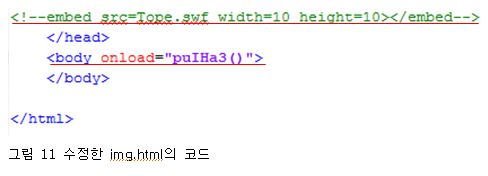 <!--embed src=Tope.swf width=10 height=10></embed-->
</head>
<body onload="puIHa3()">
</body>
</html>
그림 11 수정한 img.html의 코드